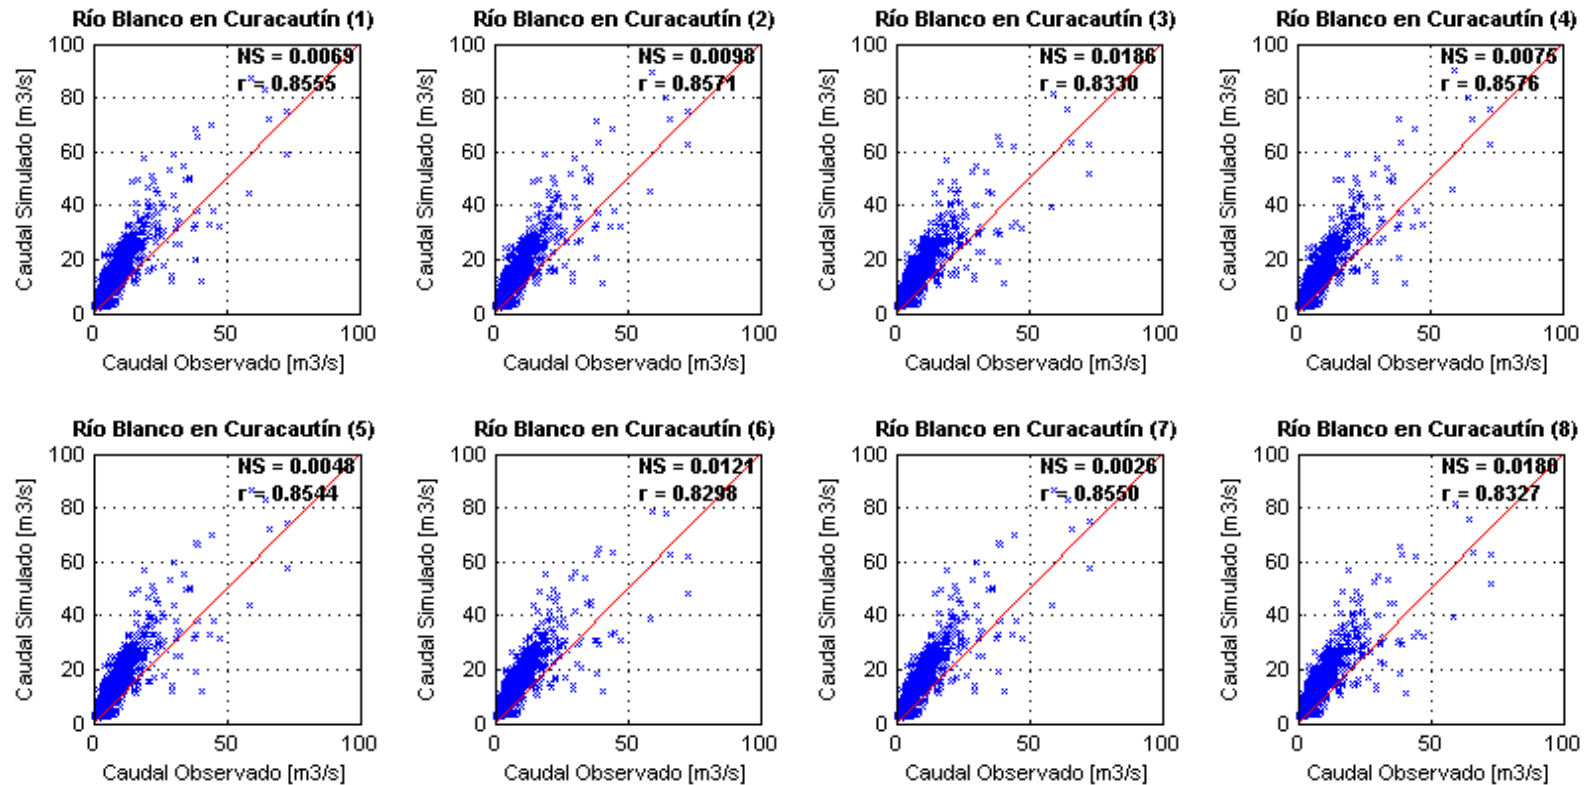 Río Blanco en Curacautín (1)
NS = 0.0069
r = 0.8555
Caudal Simulado [m3/s]
100
80
60
40
20
0
0 50 100
Caudal Observado [m3/s]
Río Blanco en Curacautín (2)
NS = 0.0098
r = 0.8571
Caudal Simulado [m3/s]
100
80
60
40
20
0
0 50 100
Caudal Observado [m3/s]
Río Blanco en Curacautín (3)
NS = 0.0186
r = 0.8330
Caudal Simulado [m3/s]
100
80
60
40
20
0
0 50 100
Caudal Observado [m3/s]
Río Blanco en Curacautín (4)
NS = 0.0075
r = 0.8576
Caudal Simulado [m3/s]
100
80
60
40
20
0
0 50 100
Caudal Observado [m3/s]
Río Blanco en Curacautín (5)
NS = 0.0048
r = 0.8544
Caudal Simulado [m3/s]
100
80
60
40
20
0
0 50 100
Caudal Observado [m3/s]
Río Blanco en Curacautín (6)
NS = 0.0121
r = 0.8298
Caudal Simulado [m3/s]
100
80
60
40
20
0
0 50 100
Caudal Observado [m3/s]
Río Blanco en Curacautín (7)
NS = 0.0026
r = 0.8550
Caudal Simulado [m3/s]
100
80
60
40
20
0
0 50 100
Caudal Observado [m3/s]
Río Blanco en Curacautín (8)
NS = 0.0180
r = 0.8327
Caudal Simulado [m3/s]
100
80
60
40
20
0
0 50 100
Caudal Observado [m3/s]